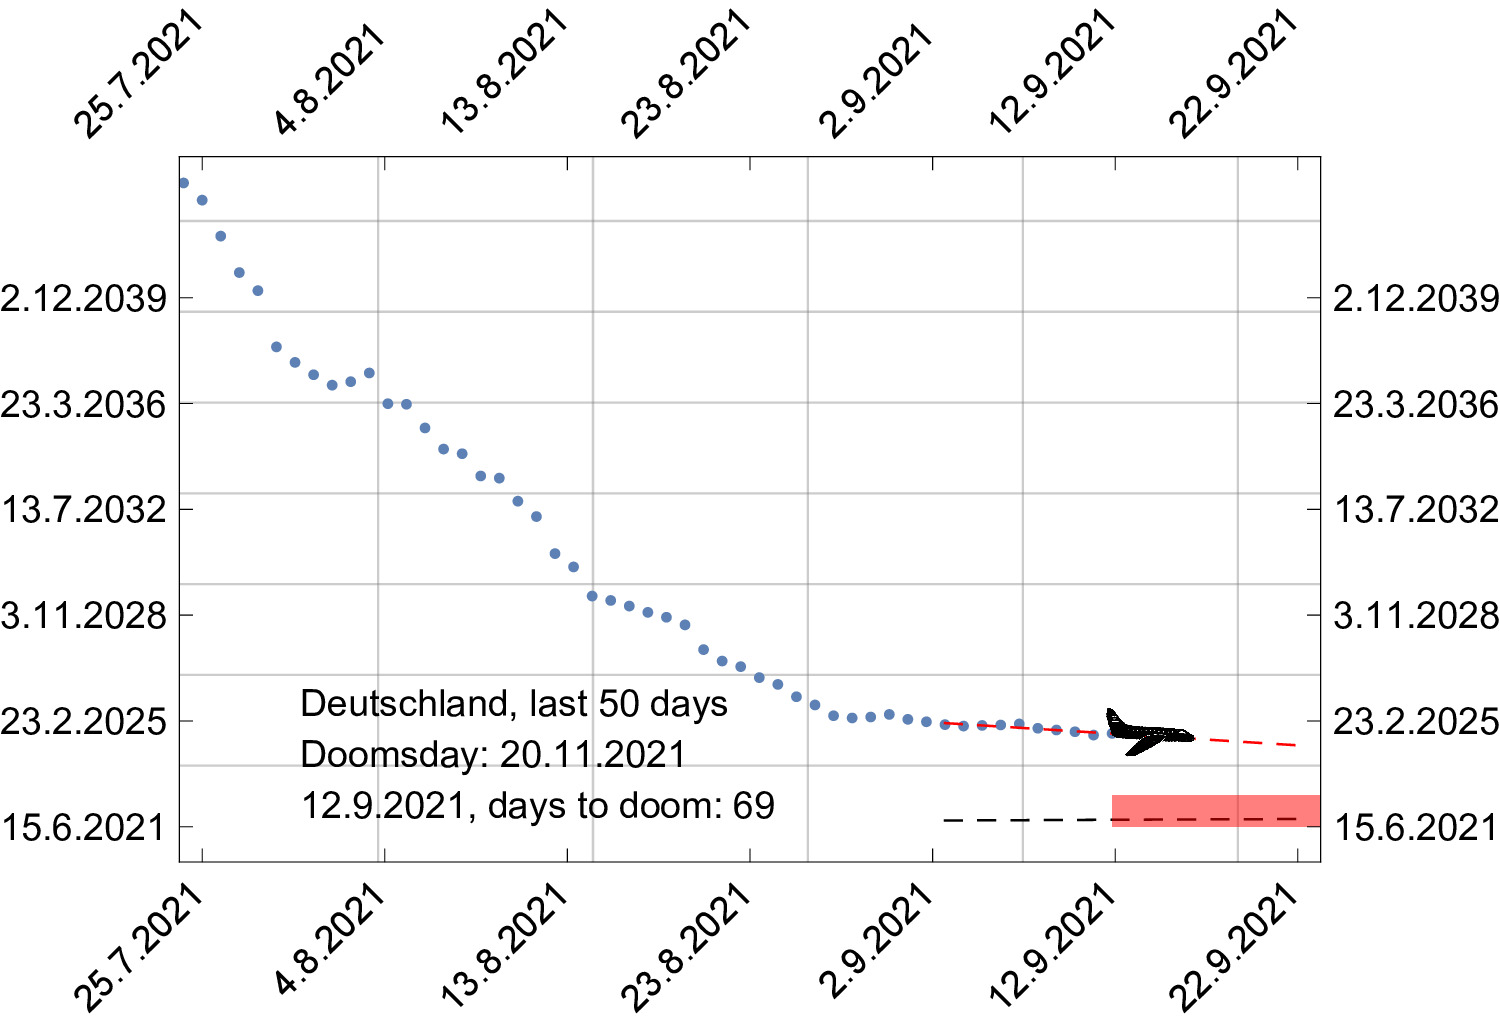 25.7.2021 4.8.2021 13.8.2021 23.8.2021 2.9.2021 12.9.2021 22.9.2021
2.12.2039 2.12.2039
23.3.2036 23.3.2036
13.7.2032 13.7.2032
3.11.2028 3.11.2028
Deutschland, last 50 days
23.2.2025 23.2.2025
Doomsday: 20.11.2021
12.9.2021, days to doom: 69
15.6.2021 15.6.2021
25.7.2021 4.8.2021 13.8.2021 23.8.2021 2.9.2021 12.9.2021 22.9.2021